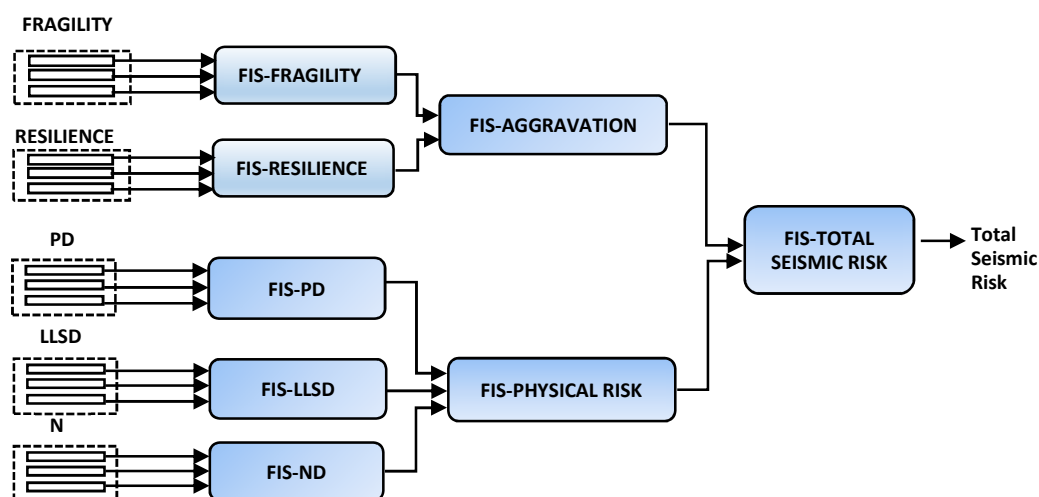 FRAGILITY
FIS-FRAGILITY
FIS-AGGRAVATION
RESILIENCE
FIS-RESILIENCE
FIS-TOTAL
SEISMIC RISK
Total
Seismic
Risk
PD
FIS-PD
LLSD
FIS-LLSD
FIS-PHYSICAL RISK
N
FIS-ND